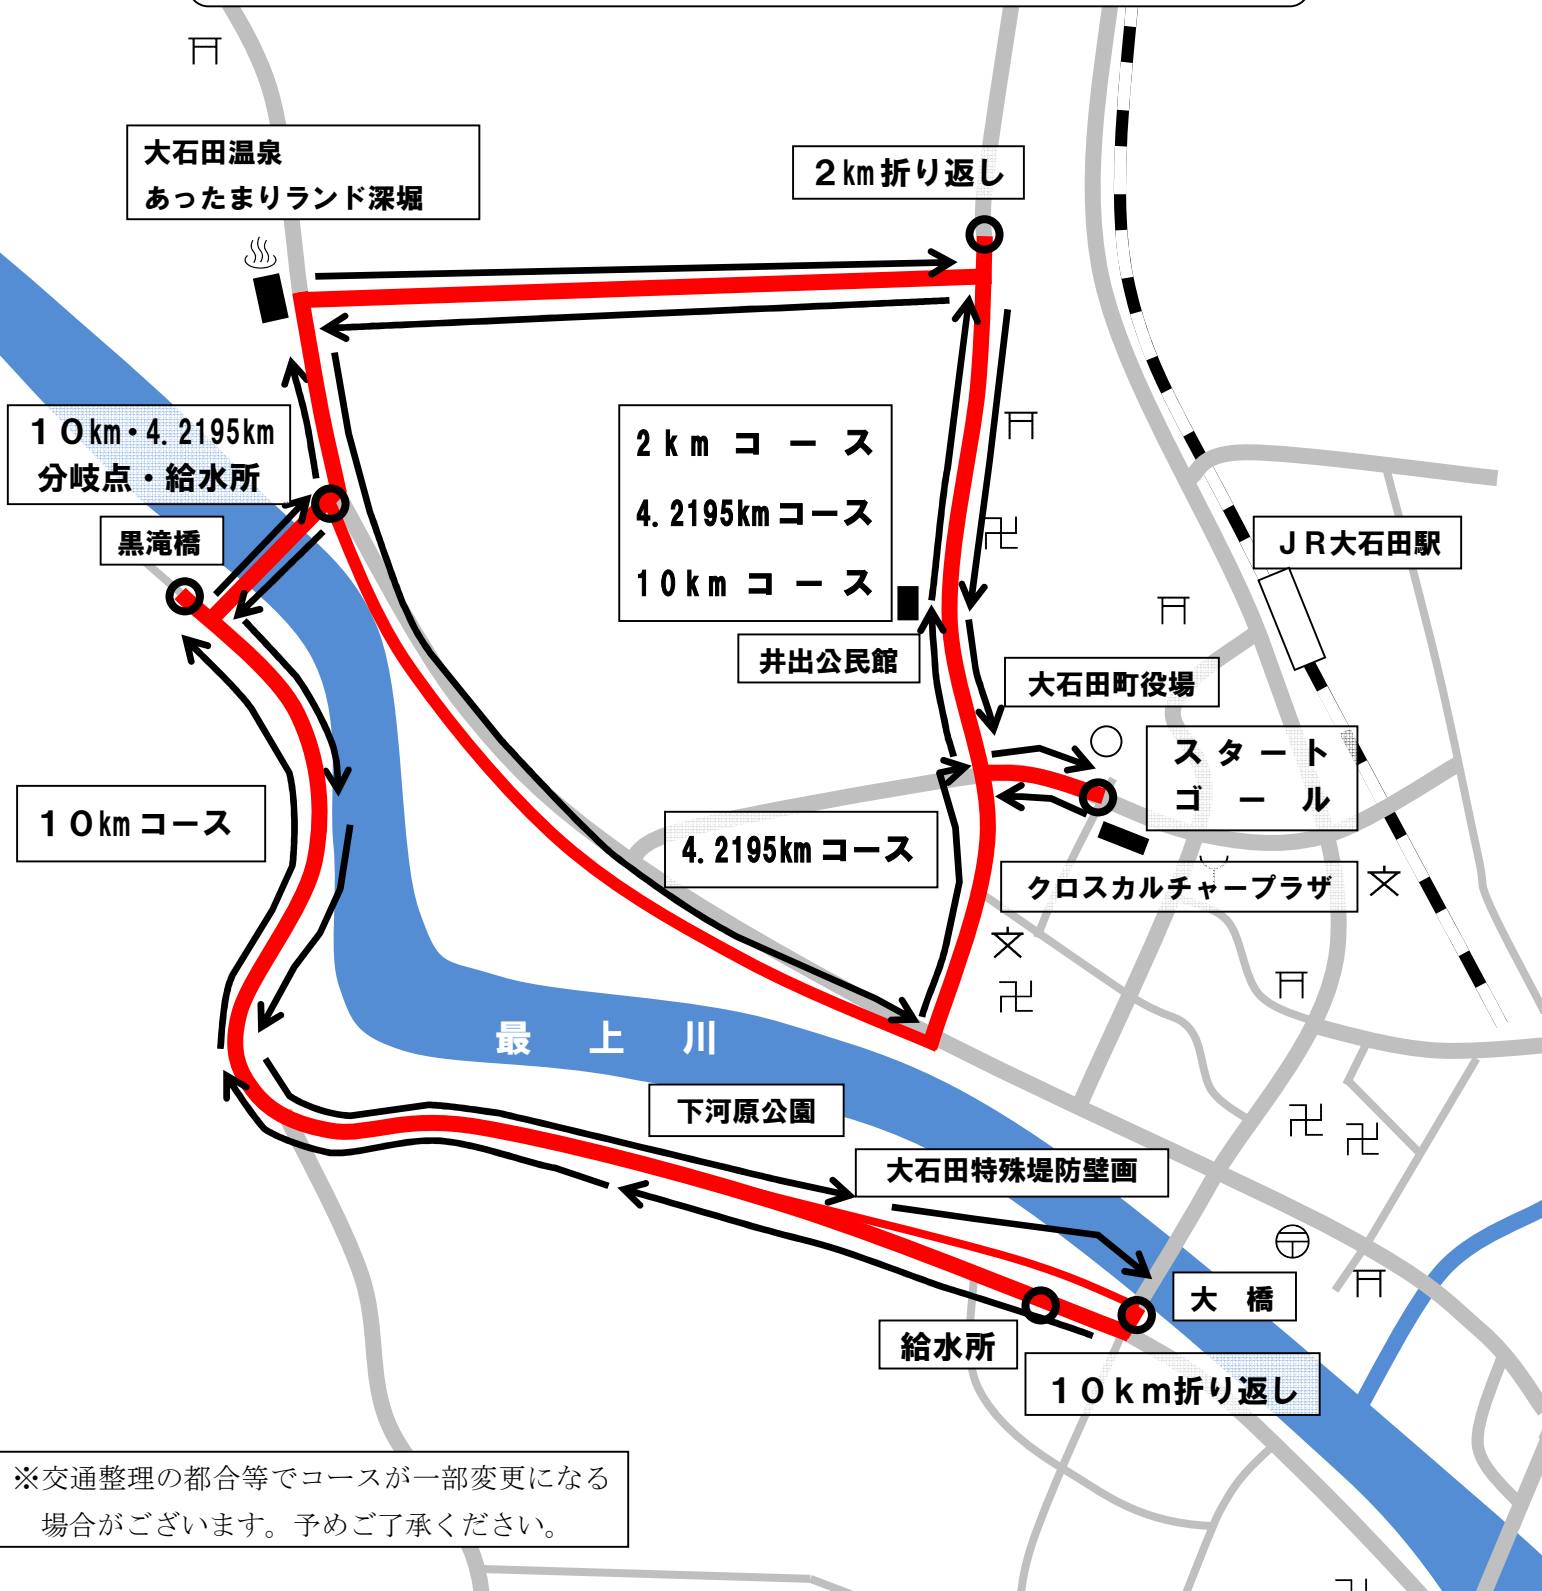 大石田温泉
あったまりランド深堀
2km折り返し
10km・4.2195km
分岐点・給水所
黒滝橋
2km コース
4.2195kmコース
10km コース
JR大石田駅
井出公民館
大石田町役場
スタート
ゴール
10kmコース
4.2195kmコース
クロスカルチャープラザ
最上川
下河原公園
大石田特殊堤防壁画
大橋
給水所
10km折り返し
※交通整理の都合等でコースが一部変更になる
場合がございます。予めご了承ください。